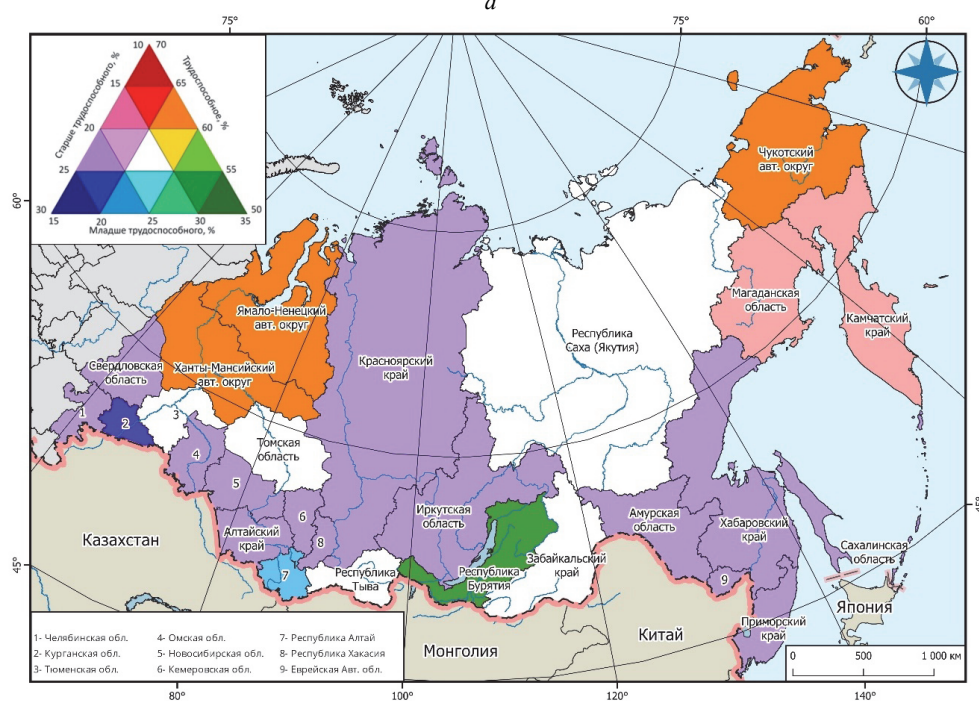 а
75°
75°
60°
10
70
Старше трудоспособного, %
Трудоспособное, %
15
65
20
60
25
55
30
50
15
20
25
30
35
Младше трудоспособного, %
60°
Чукотский
авт. округ
Магаданская
область
Камчатский
край
Ямало-Ненецкий
авт. округ
Республика
Саха (Якутия)
Красноярский
край
Свердловская
область
Ханты-Мансийский
авт. округ
1
2
3
Томская
область
4
5
6
Алтайский
край
8
7
Иркутская
область
Амурская
область
Хабаровский
край
Сахалинская
область
45°
45°
Казахстан
Республика
Тыва
Республика
Бурятия
Забайкальский
край
9
Приморский
край
Япония
Монголия
Китай
1- Челябинская обл.
2- Курганская обл.
3- Тюменская обл.
4- Омская обл.
5- Новосибирская обл.
6- Кемеровская обл.
7- Республика Алтай
8- Республика Хакасия
9- Еврейская Авт. обл.
0
500
1 000 км
80°
100°
120°
140°